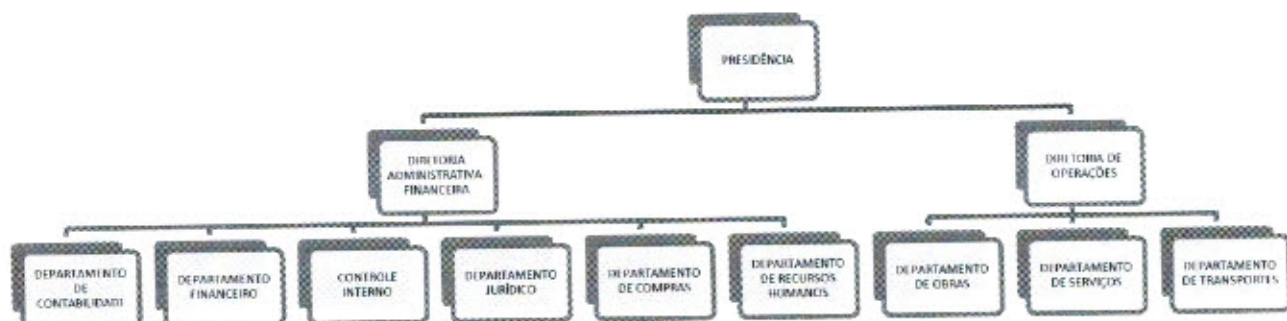 PRESIDÊNCIA
DIRETORIA
ADMINISTRATIVA
FINANCEIRA
DIRETORIA DE
OPERAÇÕES
DEPARTAMENTO
DE
CONTABILIDADE
DEPARTAMENTO
FINANCEIRO
CONTROLE
INTERNO
DEPARTAMENTO
JURÍDICO
DEPARTAMENTO
DE COMPRAS
DEPARTAMENTO
DE RECURSOS
HUMANOS
DEPARTAMENTO
DE OBRAS
DEPARTAMENTO
DE SERVIÇOS
DEPARTAMENTO
DE TRANSPORTES